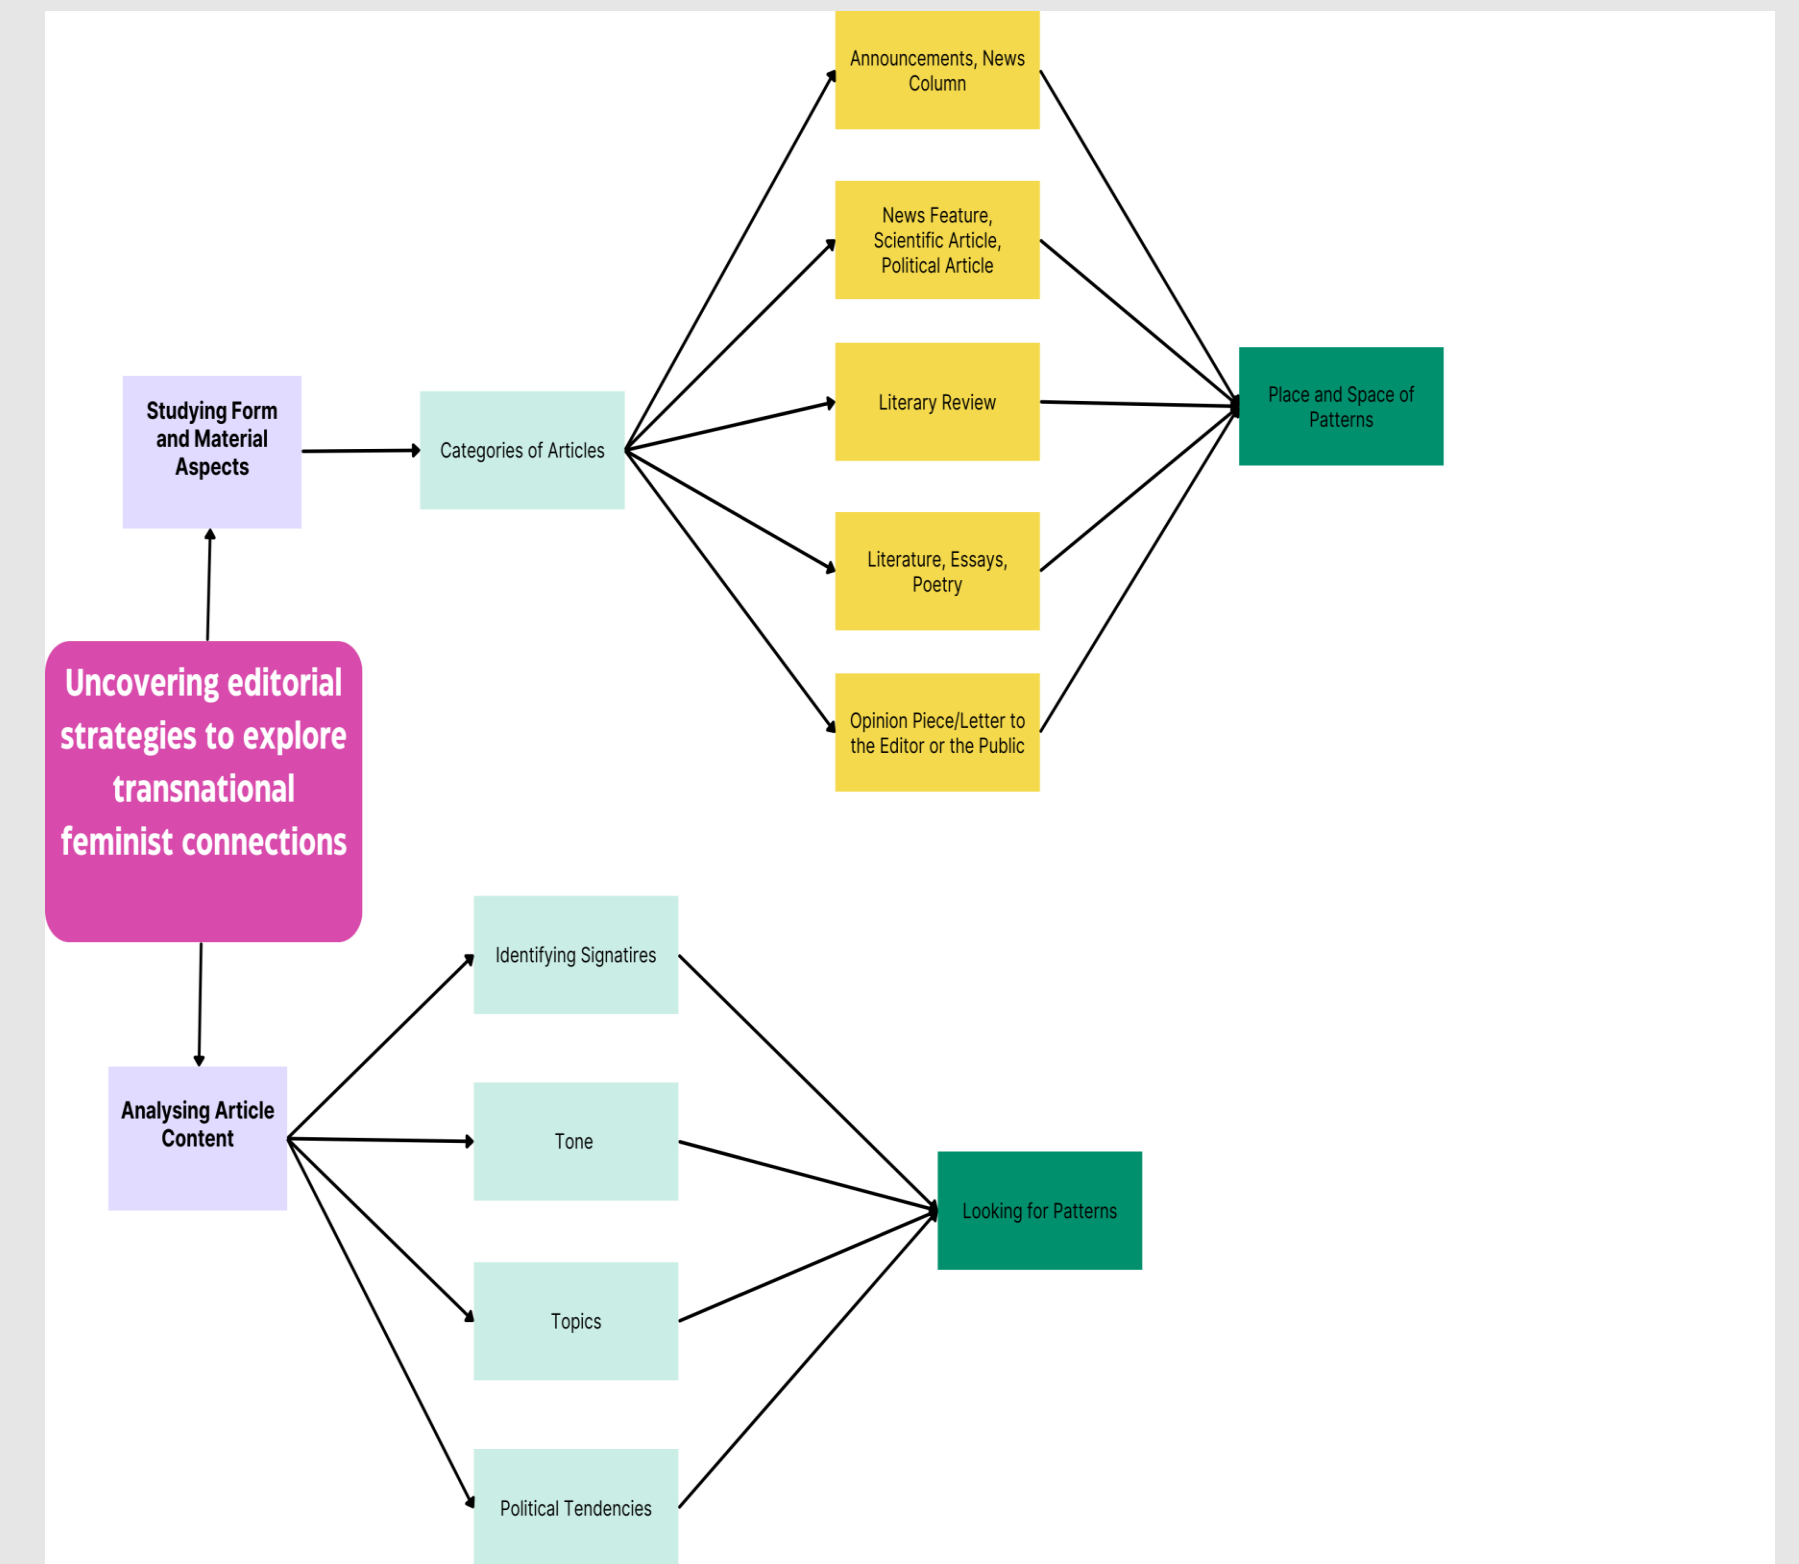 Announcements, News
Column
News Feature,
Scientific Article,
Political Article
Studying Form
and Material
Aspects
Categories of Articles
Literary Review
Place and Space of
Patterns
Literature, Essays,
Poetry
Opinion Piece/Letter to
the Editor or the Public
Uncovering editorial
strategies to explore
transnational
feminist connections
Analysing Article
Content
Identifying Signatires
Tone
Topics
Political Tendencies
Looking for Patterns